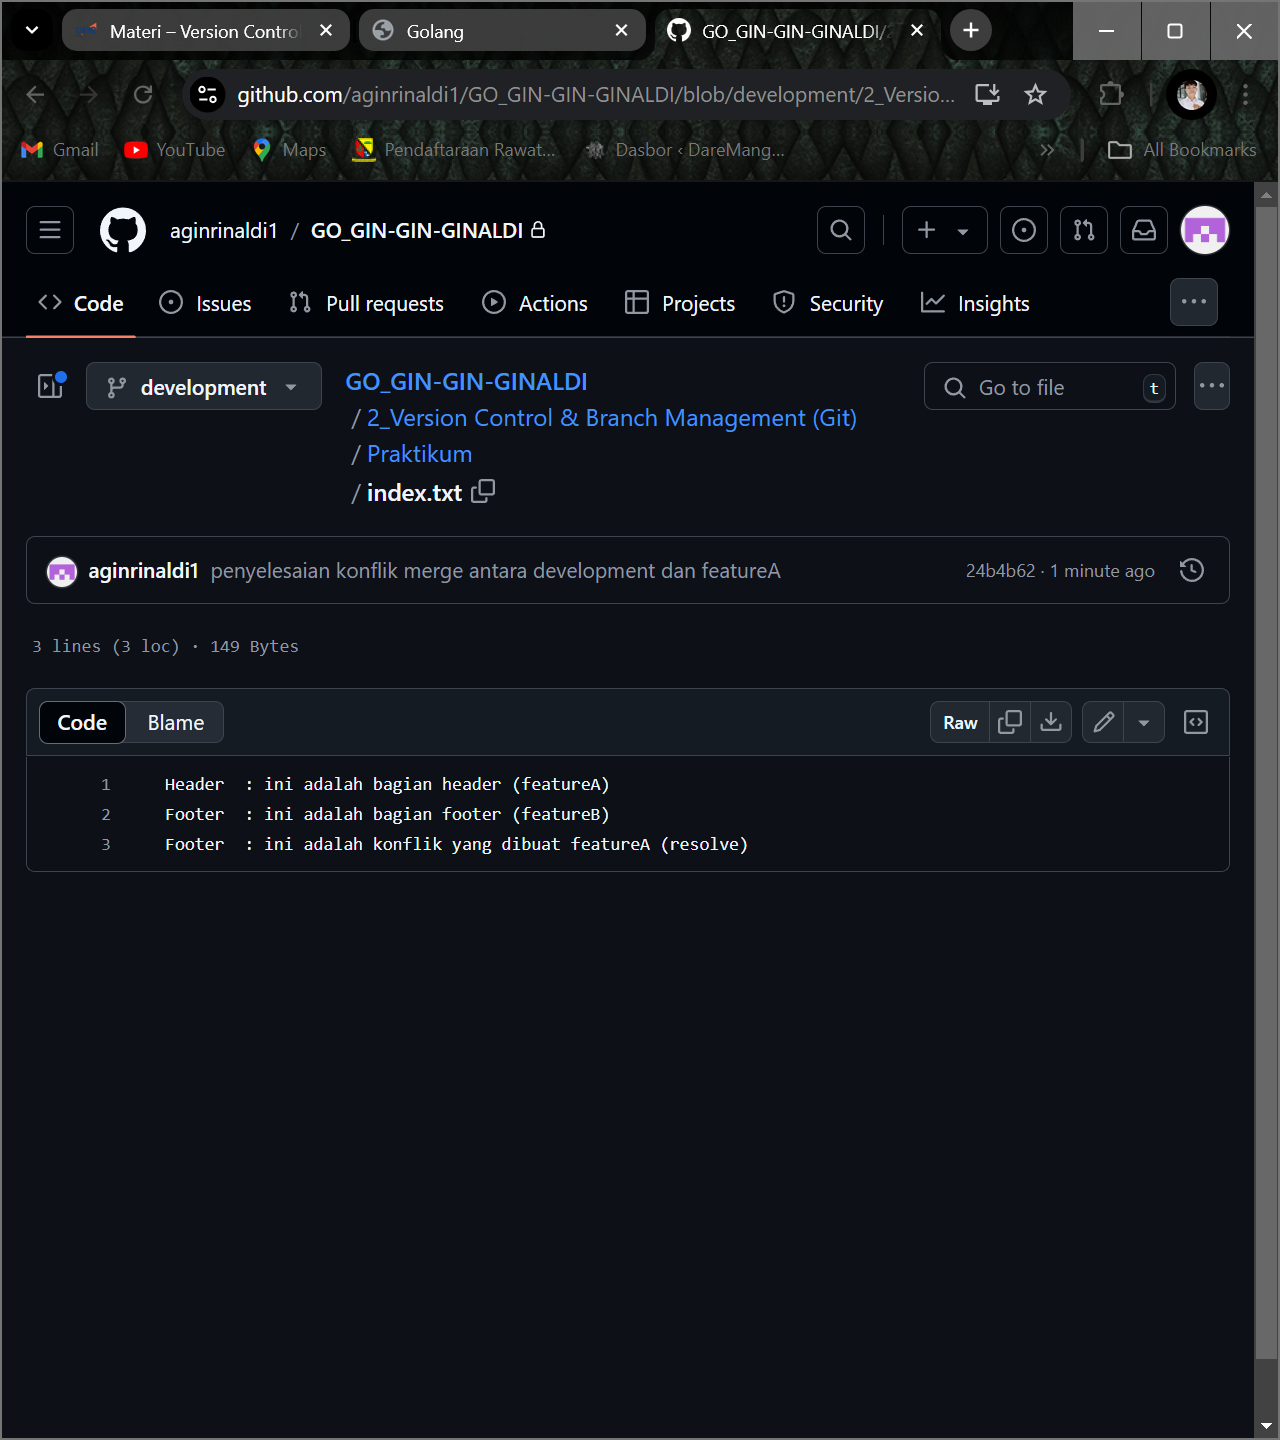 Materi – Version Control
Golang
GO_GIN-GIN-GINALDI/2
github.com/aginrinaldi1/GO_GIN-GIN-GINALDI/blob/development/2_Versio...
Gmail
YouTube
Maps
Pendaftaraan Rawat...
Dasbor ‹ DareMang...
»
All Bookmarks
aginrinaldi1 / GO_GIN-GIN-GINALDI
Code
Issues
Pull requests
Actions
Projects
Security
Insights
development
GO_GIN-GIN-GINALDI
/ 2_Version Control & Branch Management (Git)
/ Praktikum
/ index.txt
Go to file
t
aginrinaldi1 penyelesaian konflik merge antara development dan featureA
24b4b62 · 1 minute ago
3 lines (3 loc) · 149 Bytes
Code
Blame
Raw
1 Header : ini adalah bagian header (featureA)
2 Footer : ini adalah bagian footer (featureB)
3 Footer : ini adalah konflik yang dibuat featureA (resolve)